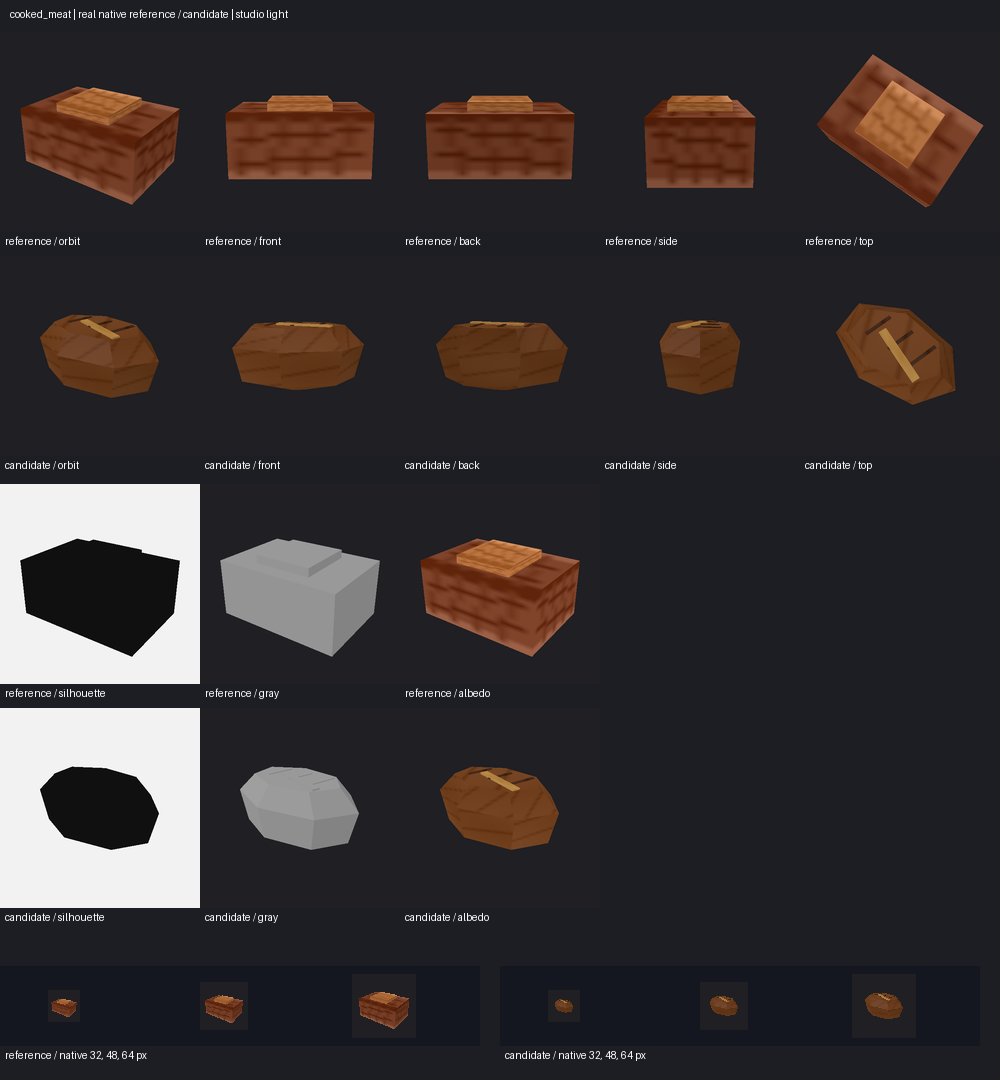 cooked_meat | real native reference / candidate | studio light
reference / orbit
reference / front
reference / back
reference / side
reference / top
candidate / orbit
candidate / front
candidate / back
candidate / side
candidate / top
reference / silhouette
reference / gray
reference / albedo
candidate / silhouette
candidate / gray
candidate / albedo
reference / native 32, 48, 64 px
candidate / native 32, 48, 64 px